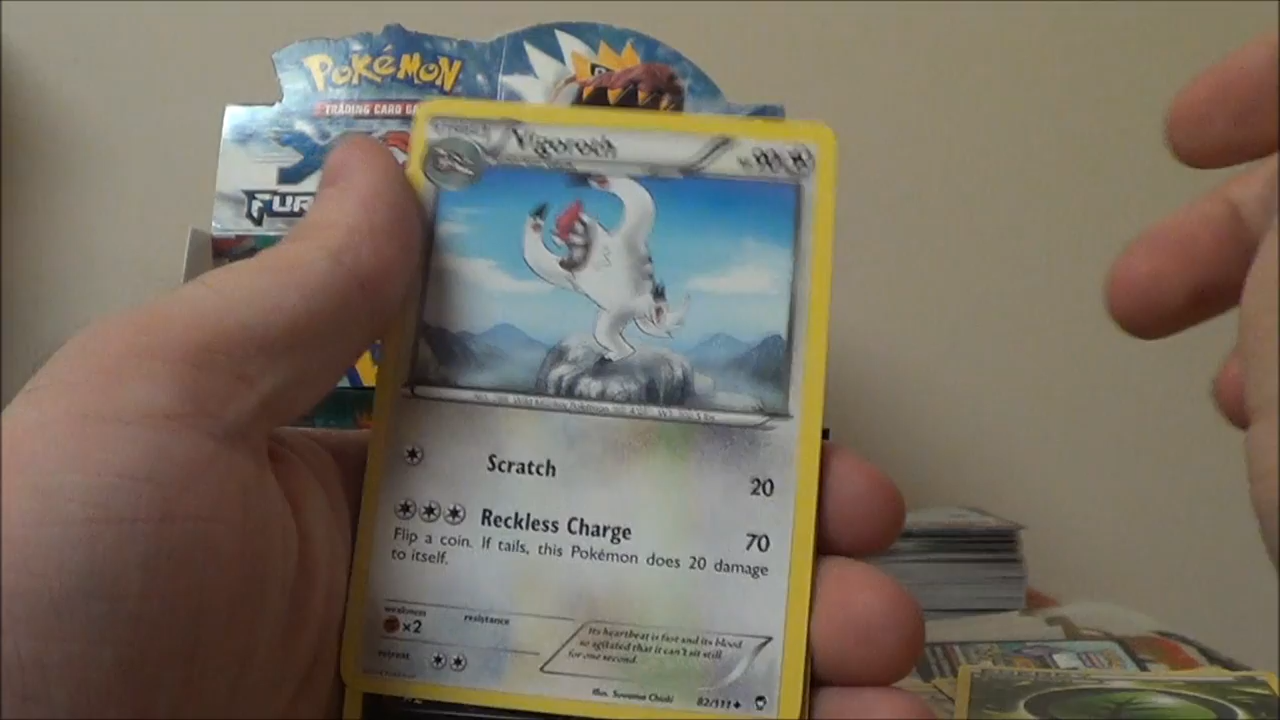 POKéMON
TRADING CARD GA
FUR
Vigoroth
Scratch 20
Reckless Charge 70
Flip a coin. If tails, this Pokémon does 20 damage
to itself.
weakness
resistance
×2
retreat
Its heartbeat is fast and its blood
so agitated that it can't sit still
for one second.
82/111